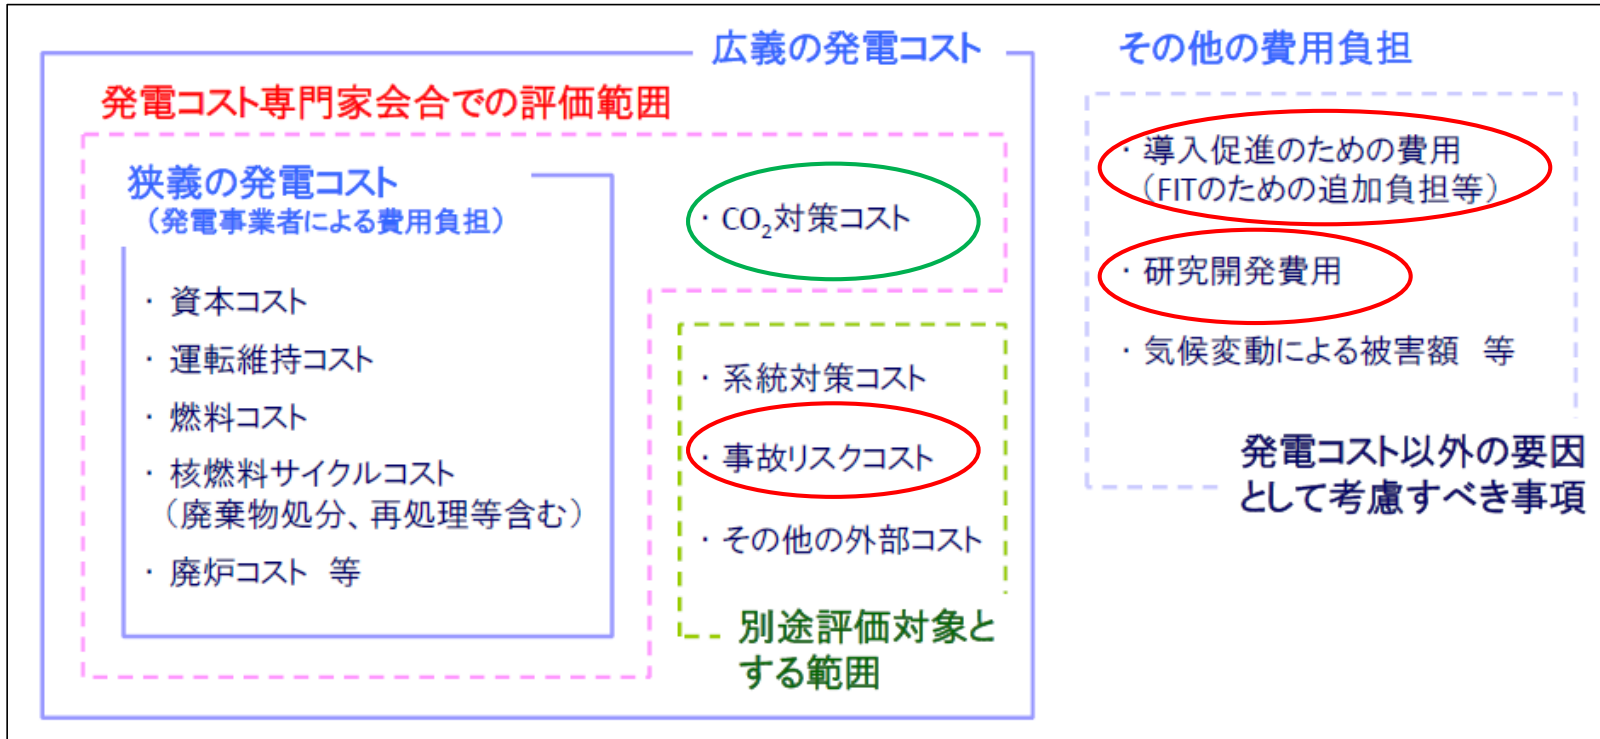 広義の発電コスト
発電コスト専門家会合での評価範囲
狭義の発電コスト
（発電事業者による費用負担）
・資本コスト
・運転維持コスト
・燃料コスト
・核燃料サイクルコスト
（廃棄物処分、再処理等含む）
・廃炉コスト 等
・CO₂対策コスト
・系統対策コスト
・事故リスクコスト
・その他の外部コスト
別途評価対象と
する範囲
その他の費用負担
・導入促進のための費用
（FITのための追加負担等）
・研究開発費用
・気候変動による被害額 等
発電コスト以外の要因
として考慮すべき事項